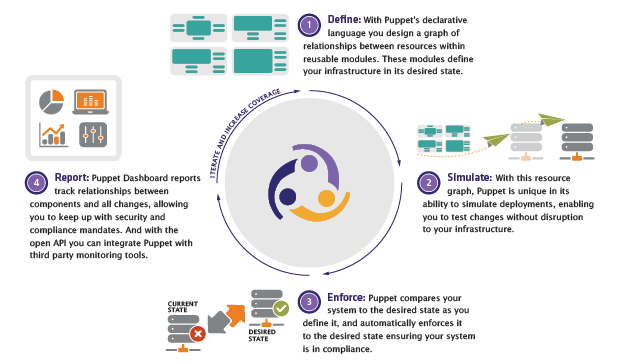 1
Define: With Puppet's declarative
language you design a graph of
relationships between resources within
reusable modules. These modules define
your infrastructure in its desired state.
ITERATE AND INCREASE COVERAGE
2
Simulate: With this resource
graph, Puppet is unique in its
ability to simulate deployments, enabling
you to test changes without disruption
to your infrastructure.
3
Enforce: Puppet compares your
system to the desired state as you
define it, and automatically enforces it
to the desired state ensuring your system
is in compliance.
CURRENT
STATE
DESIRED
STATE
4
Report: Puppet Dashboard reports
track relationships between
components and all changes, allowing
you to keep up with security and
compliance mandates. And with the
open API you can integrate Puppet with
third party monitoring tools.